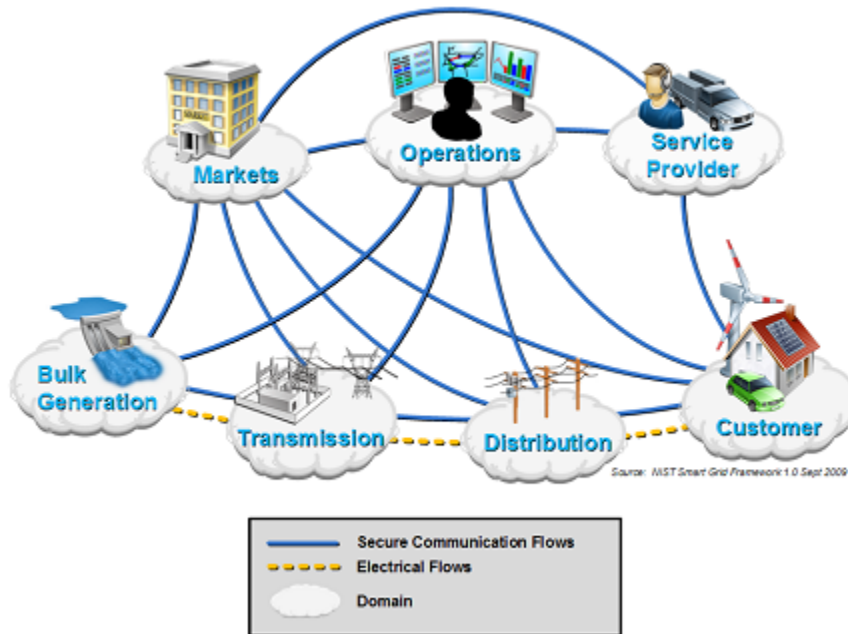 MARKET
Markets
Operations
Service
Provider
Bulk
Generation
Transmission
Distribution
Customer
Source: NIST Smart Grid Framework 1.0 Sept 2009
Secure Communication Flows
Electrical Flows
Domain